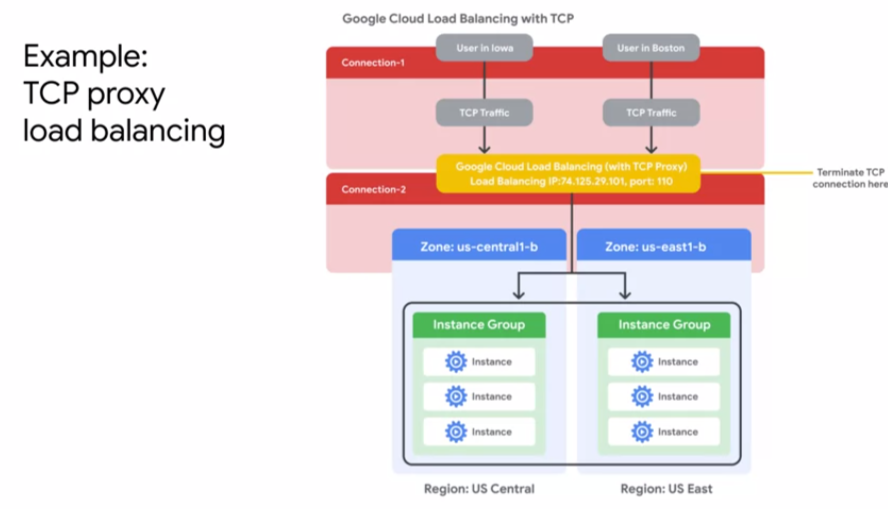 Google Cloud Load Balancing with TCP
Example:
TCP proxy
load balancing
User in Iowa
User in Boston
Connection-1
TCP Traffic
TCP Traffic
Google Cloud Load Balancing (with TCP Proxy)
Load Balancing IP:74.125.29.101, port: 110
Terminate TCP
connection here
Connection-2
Zone: us-central1-b
Zone: us-east1-b
Instance Group
Instance Group
Instance
Instance
Instance
Instance
Instance
Instance
Region: US Central
Region: US East